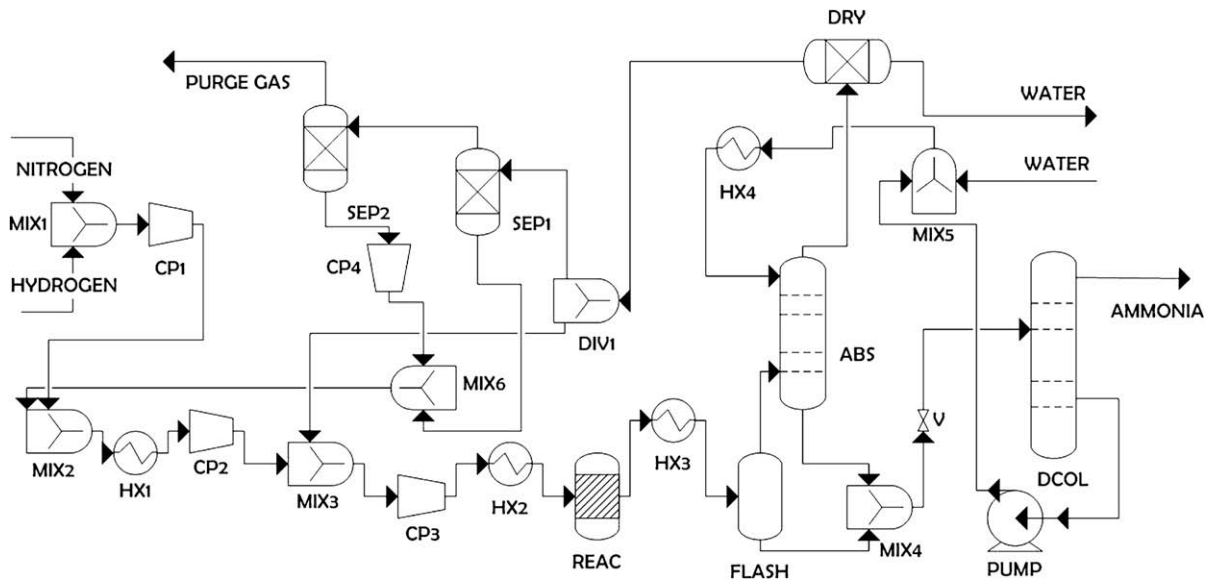 DRY
PURGE GAS
WATER
NITROGEN
HX4
WATER
MIX1
SEP2
SEP1
MIX5
CP1
CP4
HYDROGEN
AMMONIA
DIV1
ABS
MIX6
V
HX3
MIX2
HX1
CP2
MIX3
HX2
DCOL
CP3
MIX4
REAC
FLASH
PUMP